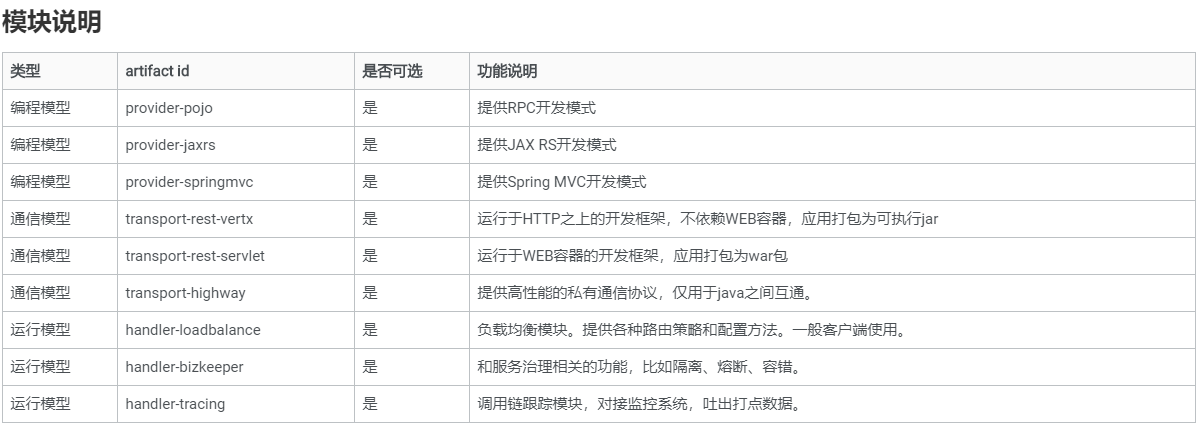 模块说明
类型 artifact id 是否可选 功能说明
编程模型 provider-pojo 是 提供RPC开发模式
编程模型 provider-jaxrs 是 提供JAX RS开发模式
编程模型 provider-springmvc 是 提供Spring MVC开发模式
通信模型 transport-rest-vertx 是 运行于HTTP之上的开发框架，不依赖WEB容器，应用打包为可执行jar
通信模型 transport-rest-servlet 是 运行于WEB容器的开发框架，应用打包为war包
通信模型 transport-highway 是 提供高性能的私有通信协议，仅用于java之间互通。
运行模型 handler-loadbalance 是 负载均衡模块。提供各种路由策略和配置方法。一般客户端使用。
运行模型 handler-bizkeeper 是 和服务治理相关的功能，比如隔离、熔断、容错。
运行模型 handler-tracing 是 调用链跟踪模块，对接监控系统，吐出打点数据。